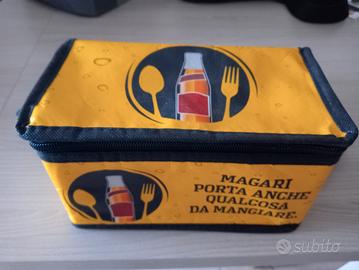 MAGARI
PORTA ANCHE
QUALCOSA
DA MANGIARE.
subito